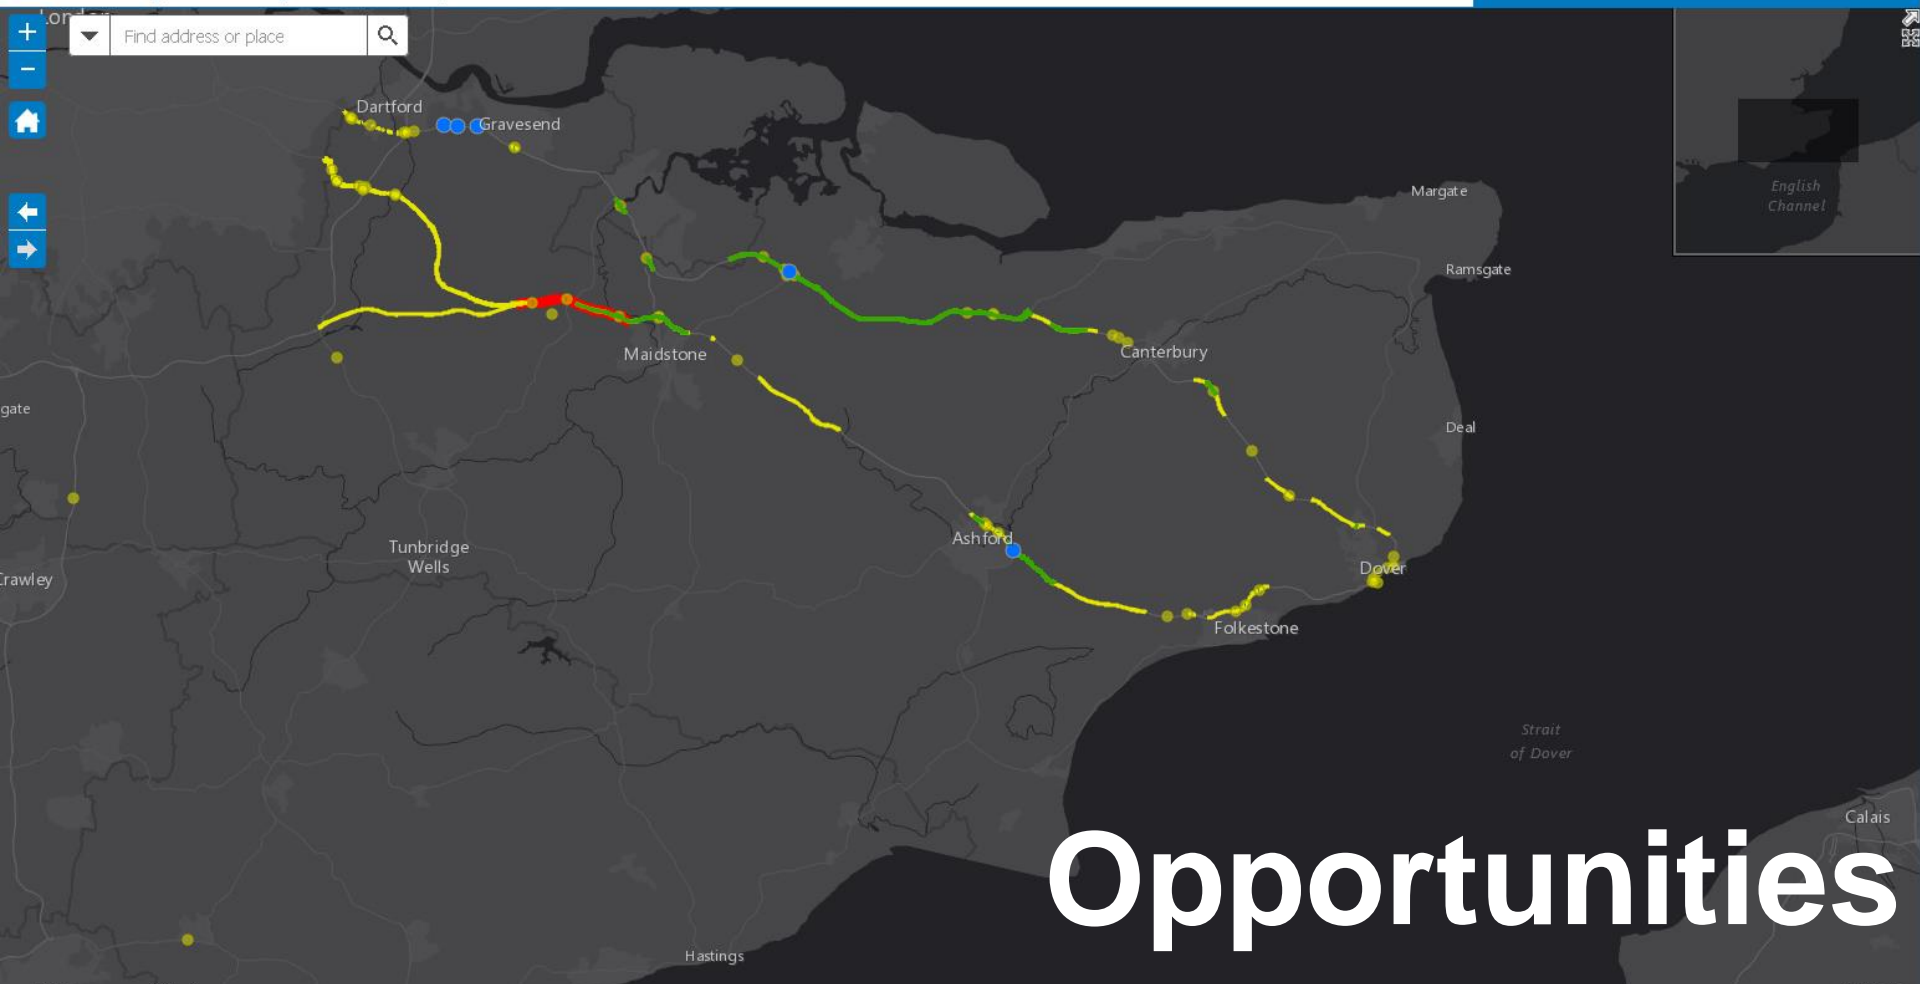 London
Find address or place
Dartford
Gravesend
Margate
English
Channel
Ramsgate
Maidstone
Canterbury
gate
Deal
Ashford
Tunbridge
Wells
Crawley
Dover
Folkestone
Strait
of Dover
Calais
Opportunities
Hastings